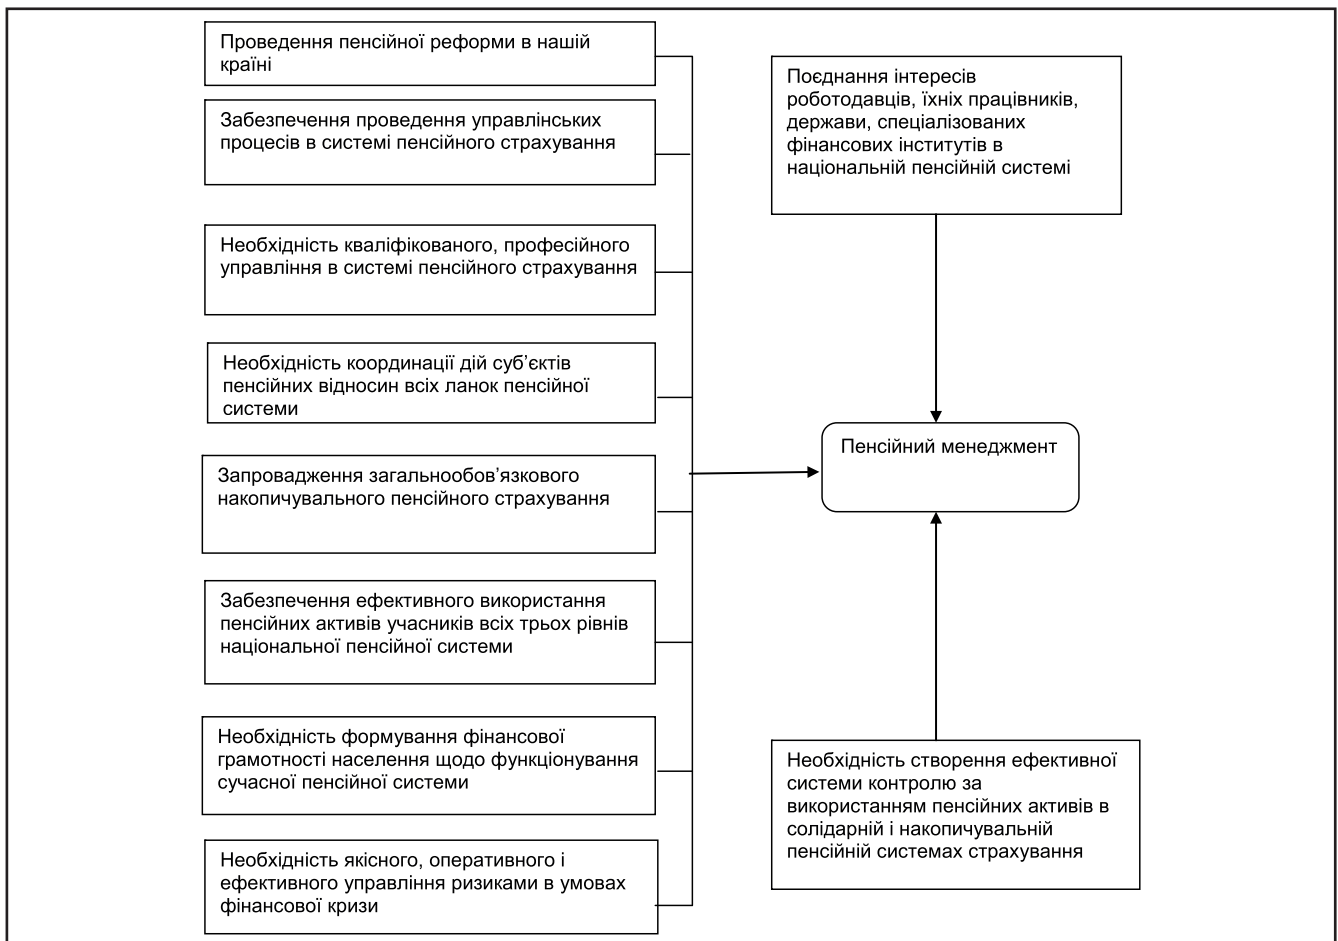 Проведення пенсійної реформи в нашій
країні
Забезпечення проведення управлінських
процесів в системі пенсійного страхування
Необхідність кваліфікованого, професійного
управління в системі пенсійного страхування
Необхідність координації дій суб’єктів
пенсійних відносин всіх ланок пенсійної
системи
Запровадження загальнообов’язкового
накопичувального пенсійного страхування
Забезпечення ефективного використання
пенсійних активів учасників всіх трьох рівнів
національної пенсійної системи
Необхідність формування фінансової
грамотності населення щодо функціонування
сучасної пенсійної системи
Необхідність якісного, оперативного і
ефективного управління ризиками в умовах
фінансової кризи
Поєднання інтересів
роботодавців, їхніх працівників,
держави, спеціалізованих
фінансових інститутів в
національній пенсійній системі
Пенсійний менеджмент
Необхідність створення ефективної
системи контролю за
використанням пенсійних активів в
солідарній і накопичувальній
пенсійній системах страхування